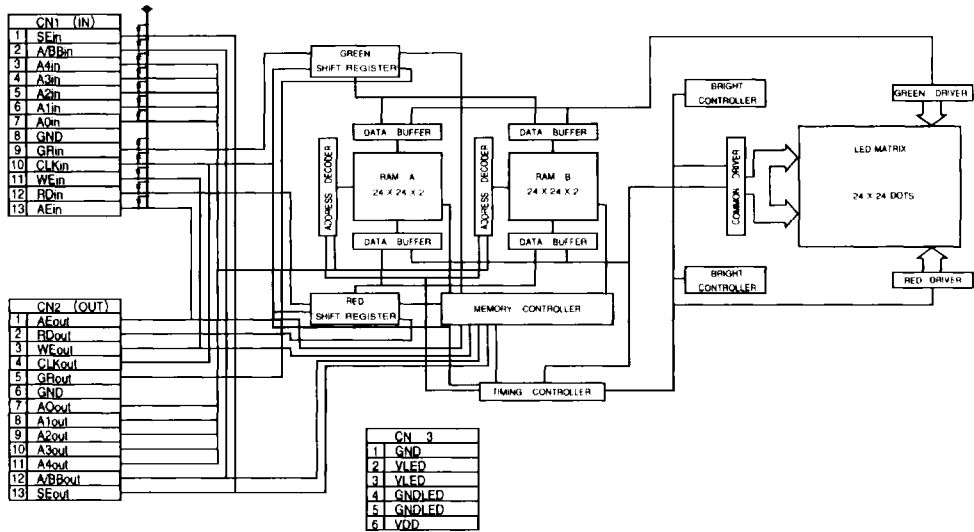 CN1 (IN)
1 SEin
2 A/BBin
3 A4in
4 A3in
5 A2in
6 A1in
7 A0in
8 GND
9 GRin
10 CLKin
11 WEin
12 RDin
13 AEin
CN2 (OUT)
1 AEout
2 RDout
3 WEout
4 CLKout
5 GRout
6 GND
7 A0out
8 A1out
9 A2out
10 A3out
11 A4out
12 A/BBout
13 SEout
GREEN
SHIFT REGISTER
DATA BUFFER
DATA BUFFER
ADDRESS DECODER
RAM A
24 X 24 X 2
ADDRESS DECODER
RAM B
24 X 24 X 2
DATA BUFFER
DATA BUFFER
RED
SHIFT REGISTER
MEMORY CONTROLLER
TIMING CONTROLLER
BRIGHT
CONTROLLER
GREEN DRIVER
COMMON DRIVER
LED MATRIX
24 X 24 DOTS
BRIGHT
CONTROLLER
RED DRIVER
CN 3
1 GND
2 VLED
3 VLED
4 GNDLED
5 GNDLED
6 VDD